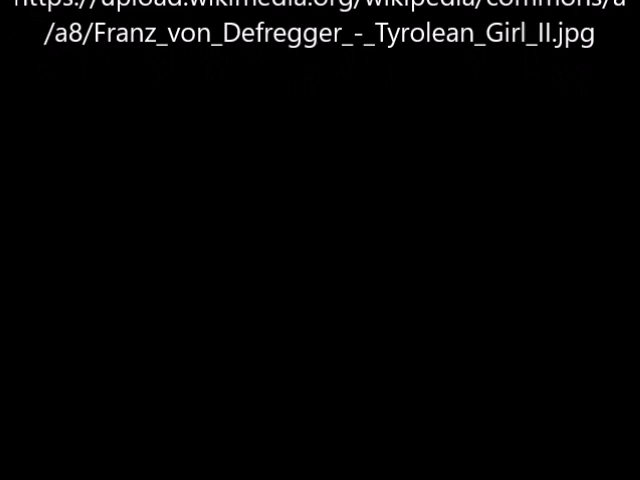 https://upload.wikimedia.org/wikipedia/commons/a
/a8/Franz_von_Defregger_-_Tyrolean_Girl_II.jpg